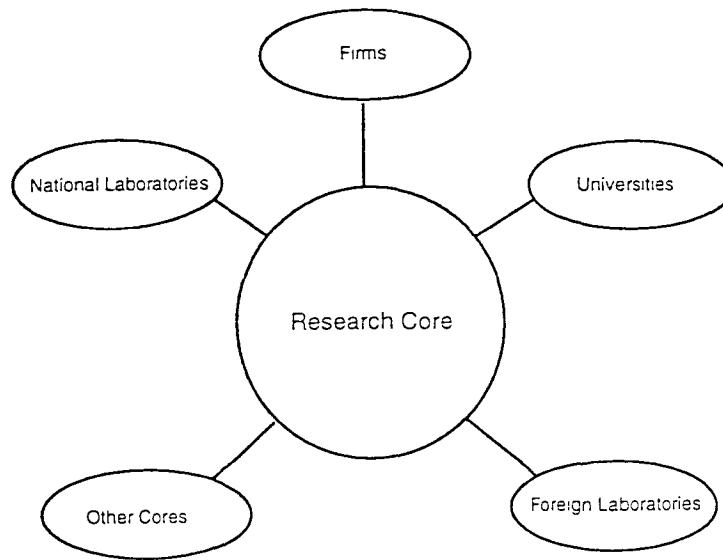 Firms
National Laboratories
Universities
Research Core
Other Cores
Foreign Laboratories